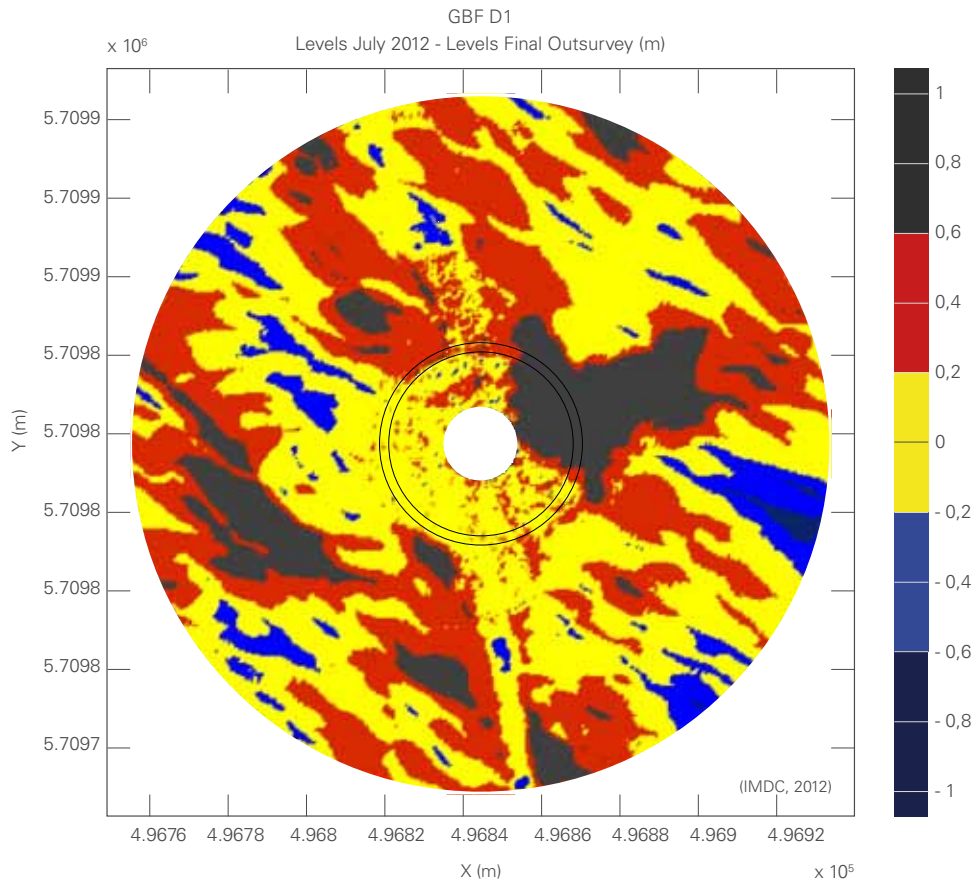 GBF D1
Levels July 2012 - Levels Final Outsurvey (m)
x 10⁶
5.7099
5.7099
5.7099
5.7098
5.7098
5.7098
5.7098
5.7098
5.7097
Y (m)
(IMDC, 2012)
4.9676 4.9678 4.968 4.9682 4.9684 4.9686 4.9688 4.969 4.9692
X (m)
x 10⁵
1
0,8
0,6
0,4
0,2
0
- 0,2
- 0,4
- 0,6
- 0,8
- 1